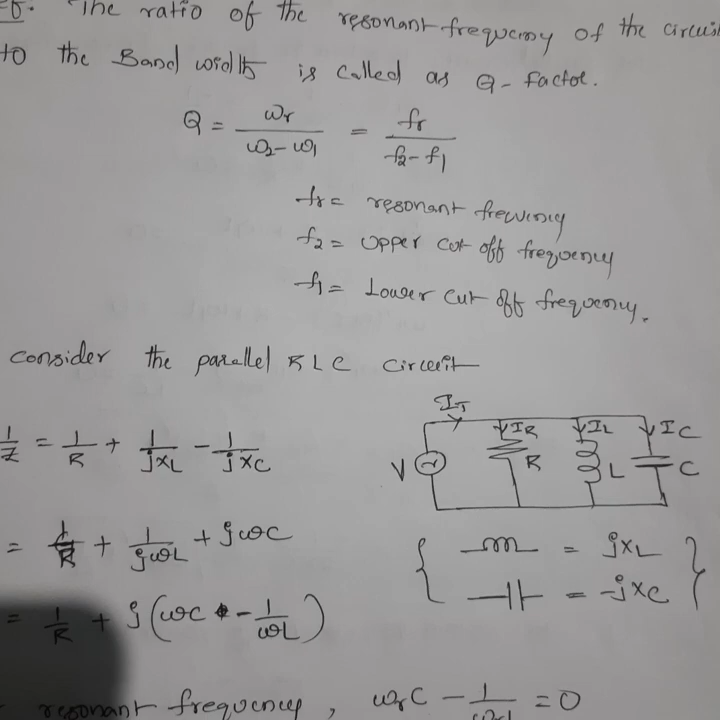 The ratio of the resonant frequency of the circuit
to the Band width is called as Q-factor.
Q = ωr / (ω2 - ω1) = fr / (f2 - f1)
fr = resonant frewency
f2 = upper cut off frequency
f1 = Lower cut off frequency.
consider the parallel RLC circuit
1/Z = 1/R + 1/jXL - 1/jXC
IT
IR
IL
IC
V
R
L
C
= 1/R + 1/jωL + jωC
= jXL
= -jXC
= 1/R + j(ωC - 1/ωL)
resonant frequency, ωrC - 1/ωrL = 0